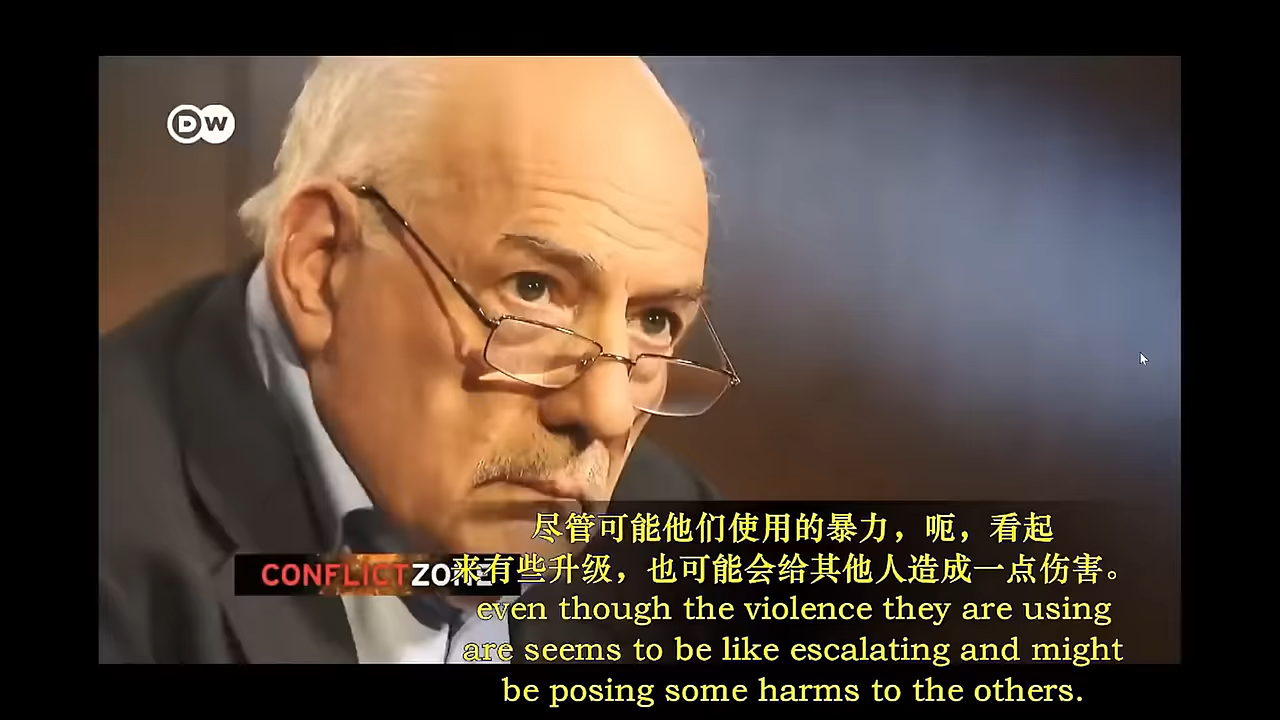 DW
CONFLICTZONE
尽管可能他们使用的暴力，呃，看起
来有些升级，也可能会给其他人造成一点伤害。
even though the violence they are using
are seems to be like escalating and might
be posing some harms to the others.